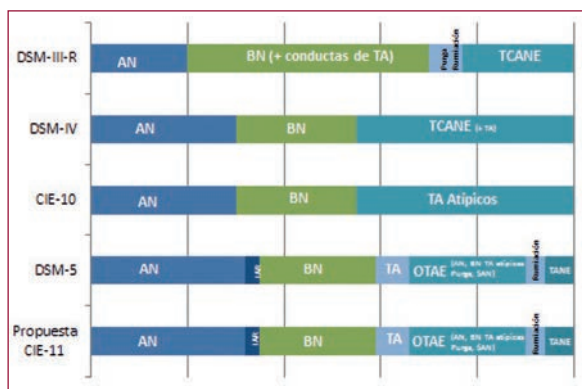 DSM-III-R AN BN (+ conductas de TA) Purga Rumiación TCANE
DSM-IV AN BN TCANE (+ TA)
CIE-10 AN BN TA Atípicos
DSM-5 AN BN TA OTAE (AN, BN TA atípicos Rumiación TANE
Purga, SAN)
Propuesta
CIE-11 AN BN TA OTAE (AN, BN TA atípicos Rumiación TANE
Purga, SAN)